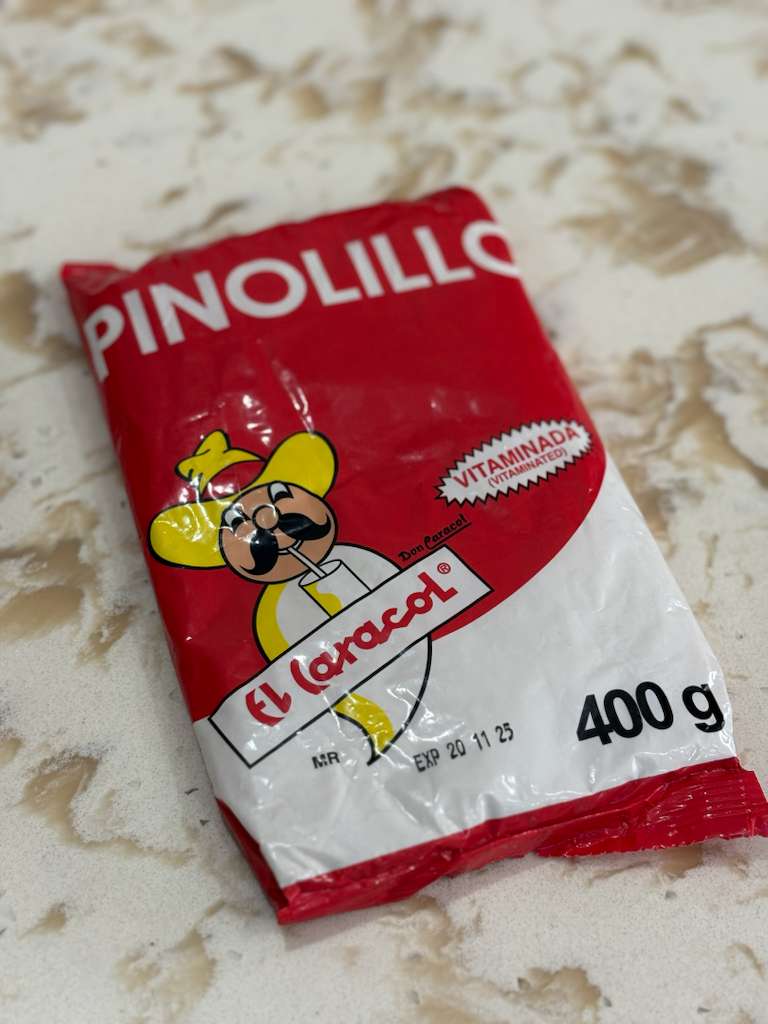 PINOLILLO
VITAMINADA
(VITAMINATED)
Don Caracol
El Caracol®
400 g
MR
EXP 20 11 25